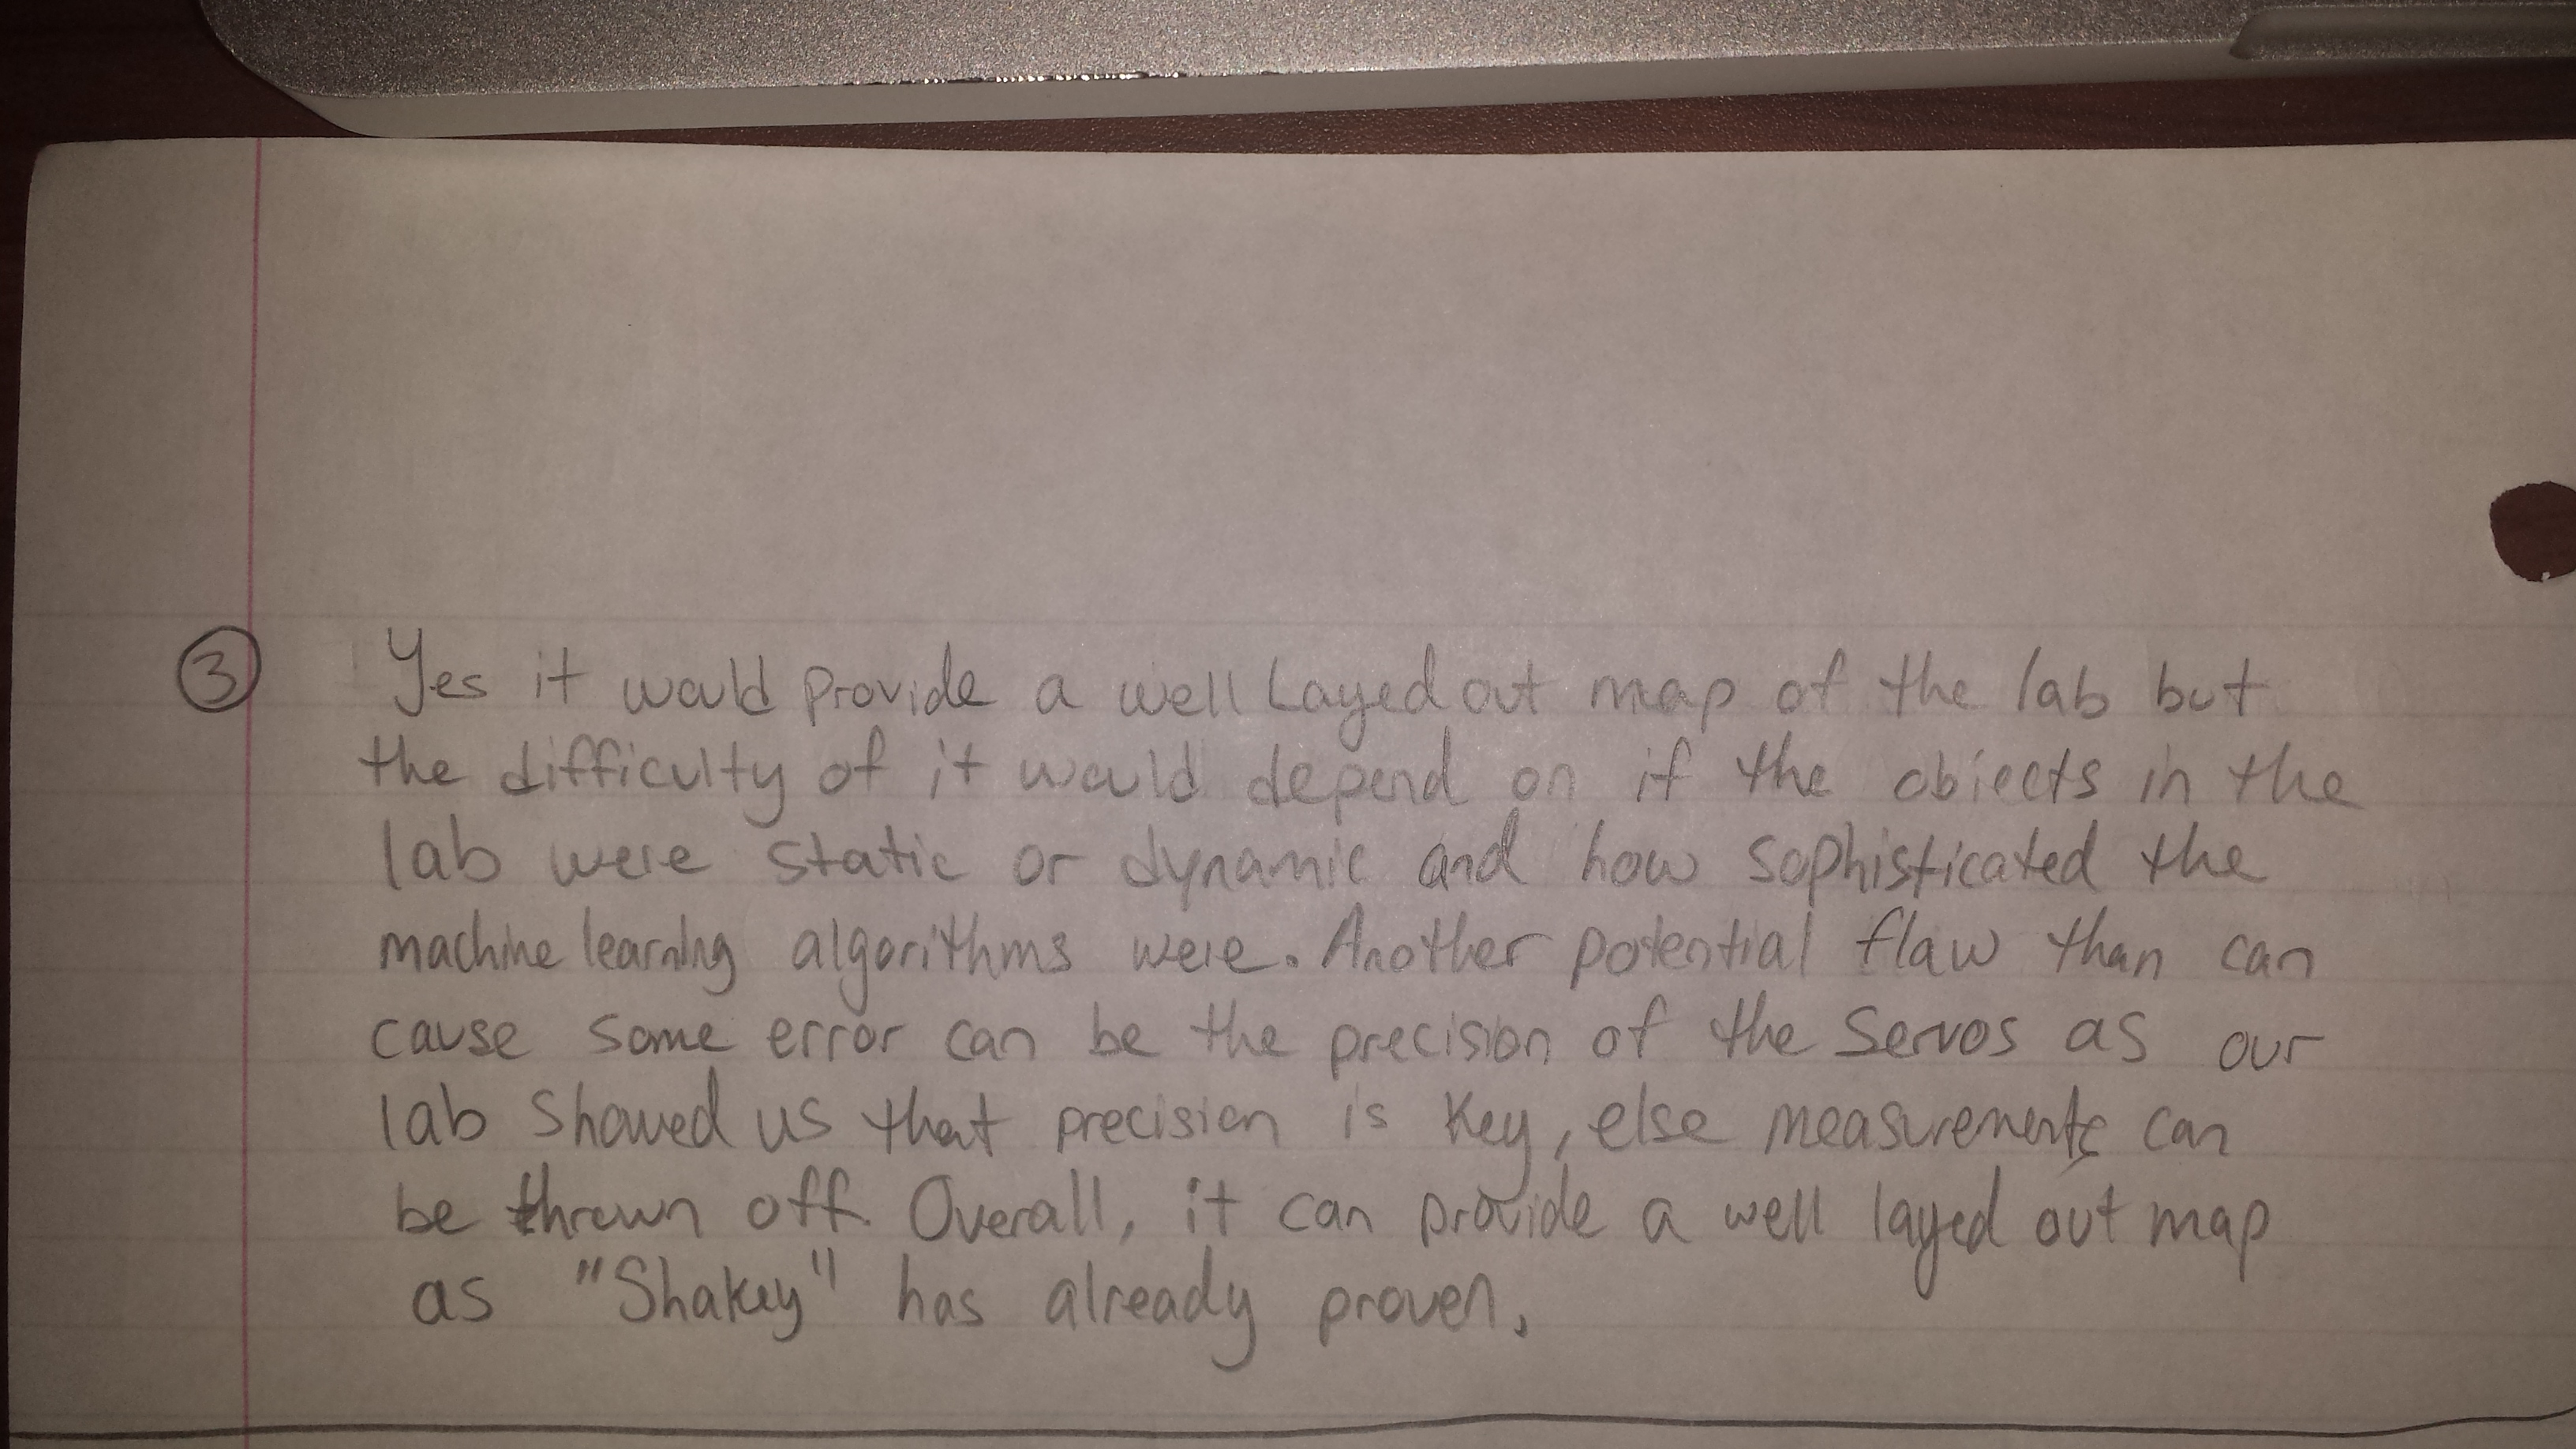 ③ Yes it would provide a well Layed out map of the lab but
the difficulty of it would depend on if the objects in the
lab were static or dynamic and how sophisticated the
machine learning algorithms were. Another potential flaw than can
cause some error can be the precision of the Servos as our
lab showed us that precision is key, else measurements can
be thrown off. Overall, it can provide a well layed out map
as "Shakey" has already proven.